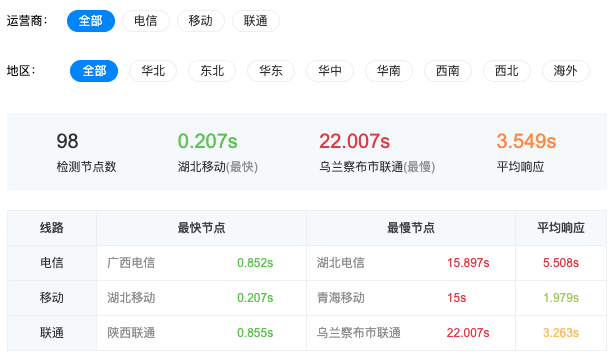 运营商： 全部 电信 移动 联通
地区： 全部 华北 东北 华东 华中 华南 西南 西北 海外
98 0.207s 22.007s 3.549s
检测节点数 湖北移动(最快) 乌兰察布市联通(最慢) 平均响应
线路 最快节点 最慢节点 平均响应
电信 广西电信 0.852s 湖北电信 15.897s 5.508s
移动 湖北移动 0.207s 青海移动 15s 1.979s
联通 陕西联通 0.855s 乌兰察布市联通 22.007s 3.263s